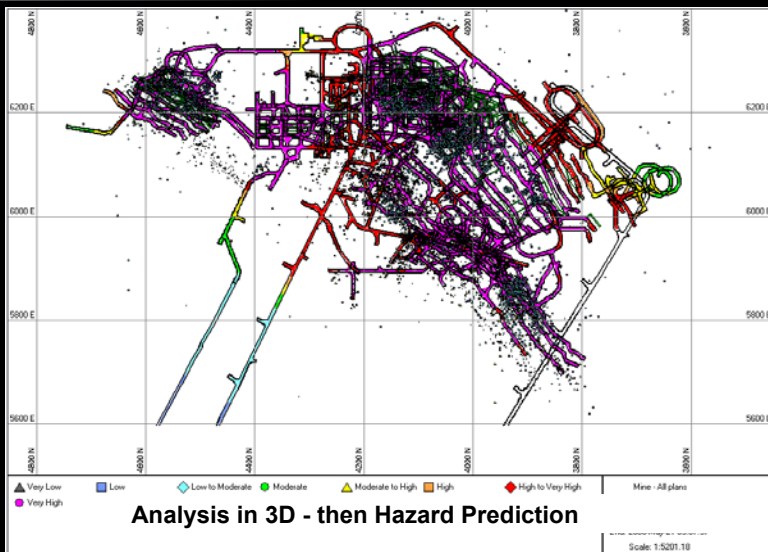 4800 N
4600 N
4400 N
4200 N
4000 N
3800 N
3600 N
6200 E
6200 E
6000 E
6000 E
5800 E
5800 E
5600 E
5600 E
4800 N
4600 N
4400 N
4200 N
4000 N
3800 N
3600 N
Very Low
Low
Low to Moderate
Moderate
Moderate to High
High
High to Very High
Mine - All plans
Very High
Analysis in 3D - then Hazard Prediction
Scale: 1:5201.18